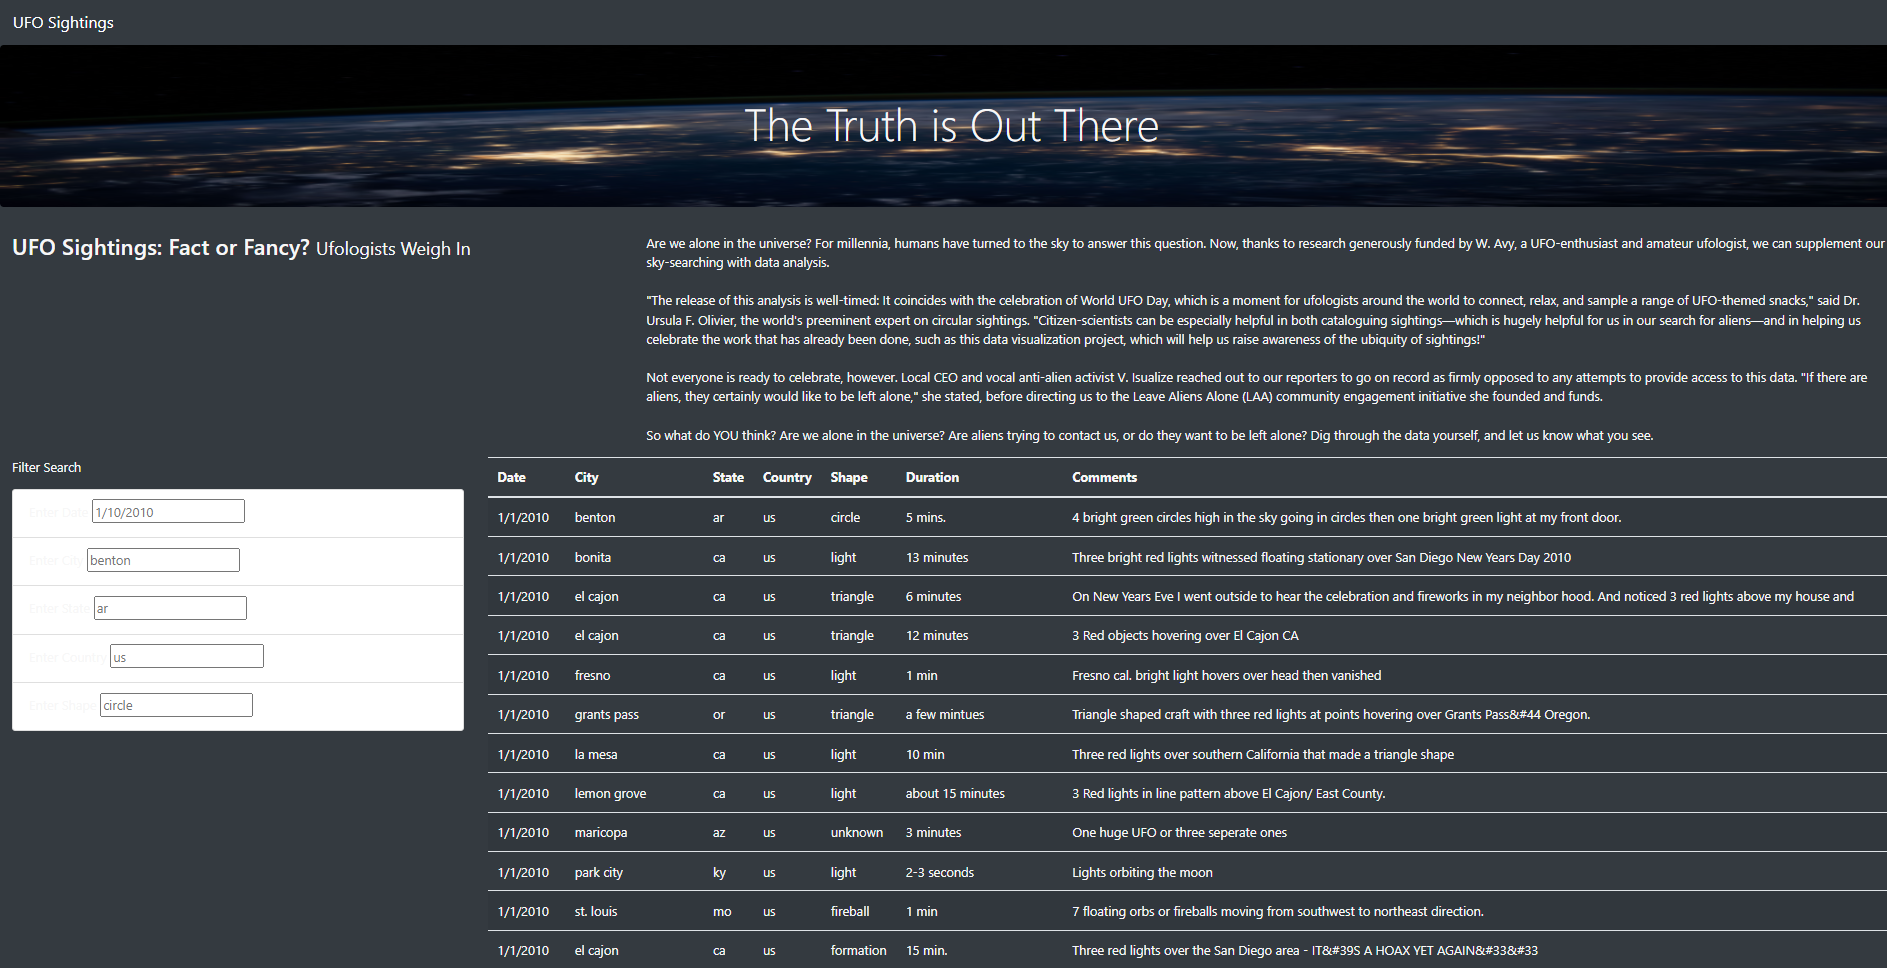 UFO Sightings
The Truth is Out There
UFO Sightings: Fact or Fancy? Ufologists Weigh In
Are we alone in the universe? For millennia, humans have turned to the sky to answer this question. Now, thanks to research generously funded by W. Avy, a UFO-enthusiast and amateur ufologist, we can supplement our
sky-searching with data analysis.
"The release of this analysis is well-timed: It coincides with the celebration of World UFO Day, which is a moment for ufologists around the world to connect, relax, and sample a range of UFO-themed snacks," said Dr.
Ursula F. Olivier, the world's preeminent expert on circular sightings. "Citizen-scientists can be especially helpful in both cataloguing sightings—which is hugely helpful for us in our search for aliens—and in helping us
celebrate the work that has already been done, such as this data visualization project, which will help us raise awareness of the ubiquity of sightings!"
Not everyone is ready to celebrate, however. Local CEO and vocal anti-alien activist V. Isualize reached out to our reporters to go on record as firmly opposed to any attempts to provide access to this data. "If there are
aliens, they certainly would like to be left alone," she stated, before directing us to the Leave Aliens Alone (LAA) community engagement initiative she founded and funds.
So what do YOU think? Are we alone in the universe? Are aliens trying to contact us, or do they want to be left alone? Dig through the data yourself, and let us know what you see.
Filter Search
Enter Date 1/10/2010
Enter City benton
Enter State ar
Enter Country us
Enter Shape circle
Date City State Country Shape Duration Comments
1/1/2010 benton ar us circle 5 mins. 4 bright green circles high in the sky going in circles then one bright green light at my front door.
1/1/2010 bonita ca us light 13 minutes Three bright red lights witnessed floating stationary over San Diego New Years Day 2010
1/1/2010 el cajon ca us triangle 6 minutes On New Years Eve I went outside to hear the celebration and fireworks in my neighbor hood. And noticed 3 red lights above my house and
1/1/2010 el cajon ca us triangle 12 minutes 3 Red objects hovering over El Cajon CA
1/1/2010 fresno ca us light 1 min Fresno cal. bright light hovers over head then vanished
1/1/2010 grants pass or us triangle a few mintues Triangle shaped craft with three red lights at points hovering over Grants Pass&#44 Oregon.
1/1/2010 la mesa ca us light 10 min Three red lights over southern California that made a triangle shape
1/1/2010 lemon grove ca us light about 15 minutes 3 Red lights in line pattern above El Cajon/ East County.
1/1/2010 maricopa az us unknown 3 minutes One huge UFO or three seperate ones
1/1/2010 park city ky us light 2-3 seconds Lights orbiting the moon
1/1/2010 st. louis mo us fireball 1 min 7 floating orbs or fireballs moving from southwest to northeast direction.
1/1/2010 el cajon ca us formation 15 min. Three red lights over the San Diego area - IT&#39S A HOAX YET AGAIN&#33&#33